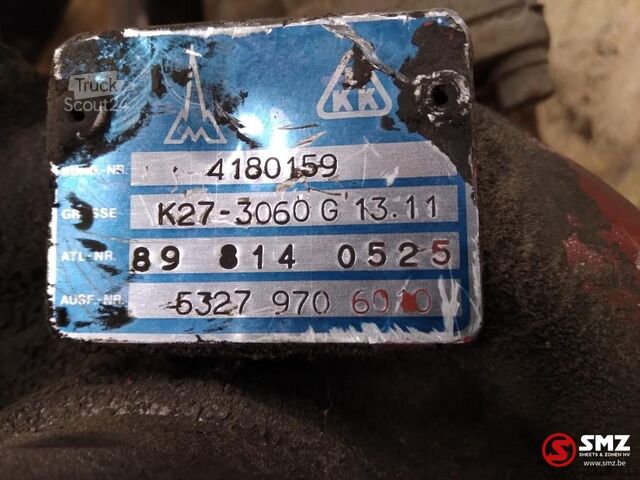 Truck
Scout24
KK
4180159
GRÖSSE K27-3060 G 13.11
ATL-NR. 89 814 0525
AUSF.-NR. 5327 970 6010
SMZ
SMEETS & ZONEN NV
www.smz.be